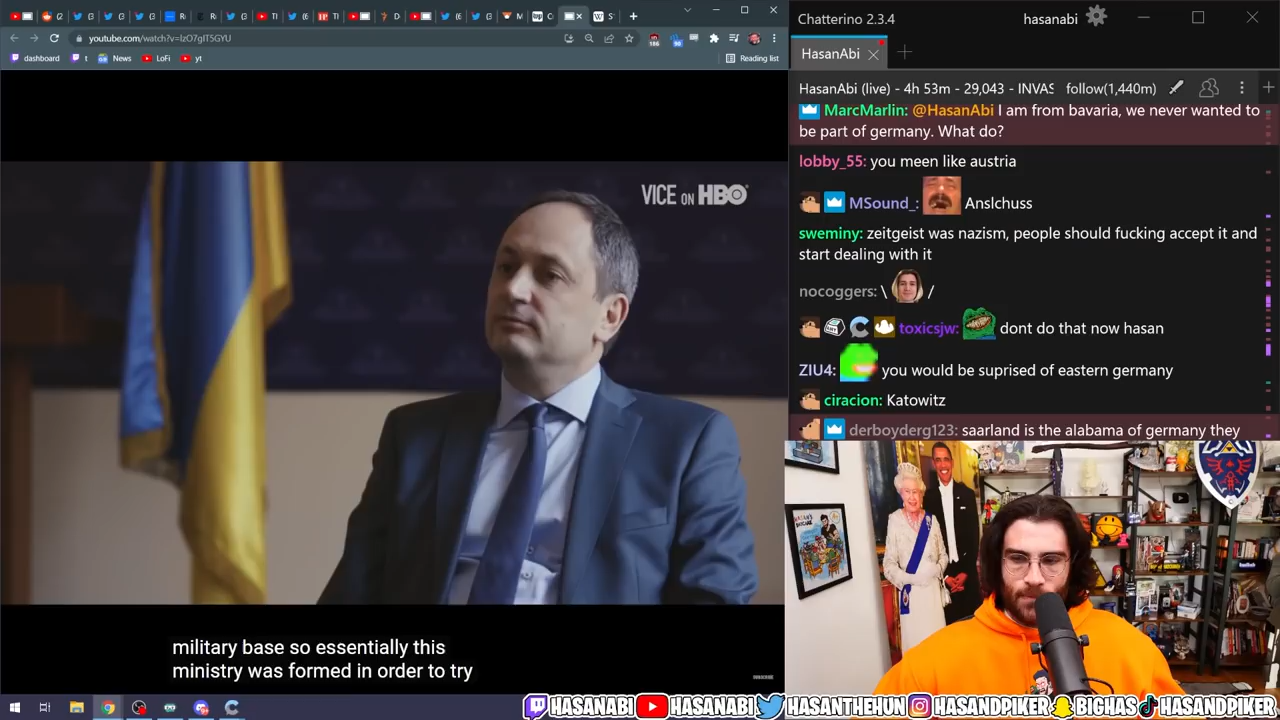 Chatterino 2.3.4
hasanabi
youtube.com/watch?v=IzO7gIT5GYU
dashboard
t
News
LoFi
yt
Reading list
HasanAbi
HasanAbi (live) - 4h 53m - 29,043 - INVAS
follow(1,440m)
MarcMarlin: @HasanAbi I am from bavaria, we never wanted to
be part of germany. What do?
lobby_55: you meen like austria
MSound_: Anslchuss
sweminy: zeitgeist was nazism, people should fucking accept it and
start dealing with it
nocoggers: \ /
toxicsjw: dont do that now hasan
ZIU4: you would be suprised of eastern germany
ciracion: Katowitz
derboyderg123: saarland is the alabama of germany they
VICE ON HBO
military base so essentially this
ministry was formed in order to try
HASANABI
HASANABI
HASANTHEHUN
HASANDPIKER
BIGHAS
HASANDPIKER